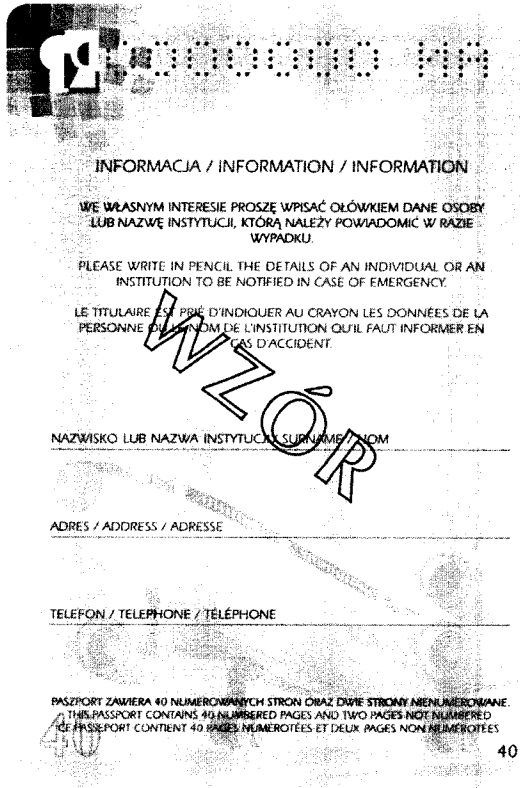 INFORMACJA / INFORMATION / INFORMATION
WE WŁASNYM INTERESIE PROSZĘ WPISAĆ OŁÓWKIEM DANE OSOBY
LUB NAZWĘ INSTYTUCJI, KTÓRĄ NALEŻY POWIADOMIĆ W RAZIE
WYPADKU.
PLEASE WRITE IN PENCIL THE DETAILS OF AN INDIVIDUAL OR AN
INSTITUTION TO BE NOTIFIED IN CASE OF EMERGENCY.
LE TITULAIRE EST PRIÉ D'INDIQUER AU CRAYON LES DONNÉES DE LA
PERSONNE OU LE NOM DE L'INSTITUTION QU'IL FAUT INFORMER EN
CAS D'ACCIDENT.
WZÓR
NAZWISKO LUB NAZWA INSTYTUCJI / SURNAME / NOM
ADRES / ADDRESS / ADRESSE
TELEFON / TELEPHONE / TÉLÉPHONE
PASZPORT ZAWIERA 40 NUMEROWANYCH STRON ORAZ DWIE STRONY NIENUMEROWANE.
THIS PASSPORT CONTAINS 40 NUMBERED PAGES AND TWO PAGES NOT NUMBERED
CE PASSEPORT CONTIENT 40 PAGES NUMÉROTÉES ET DEUX PAGES NON NUMÉROTÉES
40
40